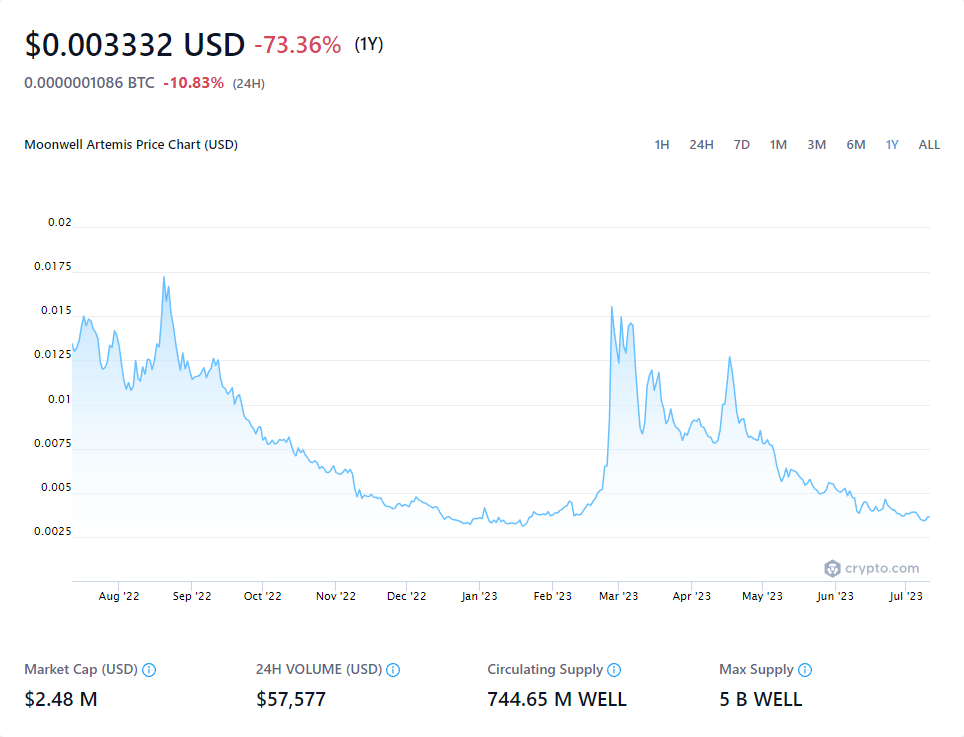 $0.003332 USD -73.36% (1Y)
0.0000001086 BTC -10.83% (24H)
Moonwell Artemis Price Chart (USD) 1H 24H 7D 1M 3M 6M 1Y ALL
0.02
0.0175
0.015
0.0125
0.01
0.0075
0.005
0.0025
crypto.com
Aug '22 Sep '22 Oct '22 Nov '22 Dec '22 Jan '23 Feb '23 Mar '23 Apr '23 May '23 Jun '23 Jul '23
Market Cap (USD) 24H VOLUME (USD) Circulating Supply Max Supply
$2.48 M $57,577 744.65 M WELL 5 B WELL